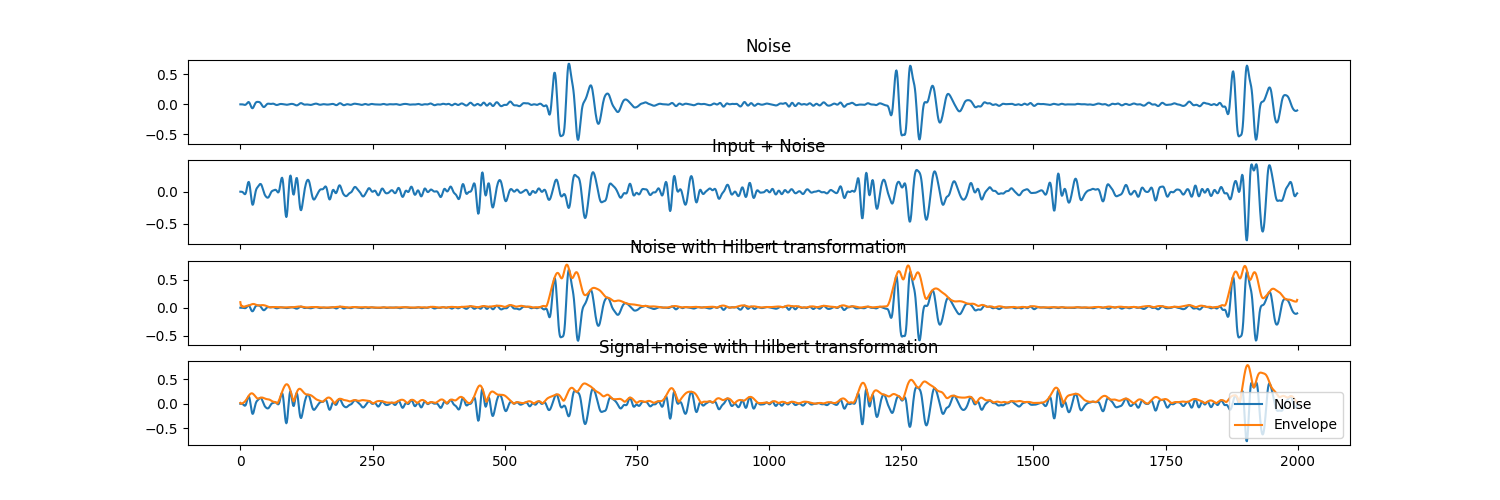 Noise
0.5
0.0
−0.5
Input + Noise
0.0
−0.5
Noise with Hilbert transformation
0.5
0.0
−0.5
Signal+noise with Hilbert transformation
0.5
0.0
−0.5
Noise
Envelope
0 250 500 750 1000 1250 1500 1750 2000